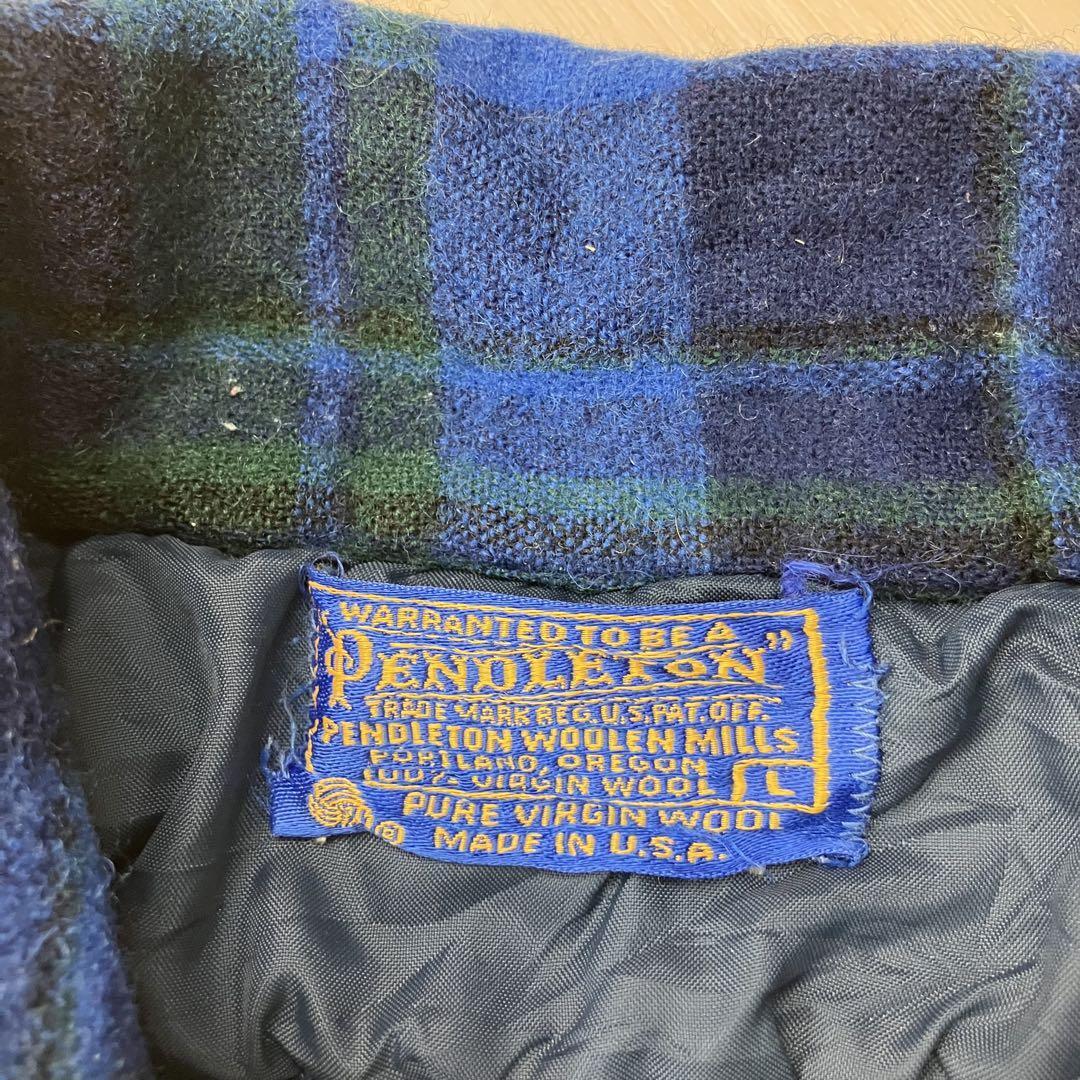 WARRANTED TO BE A
"PENDLETON"
TRADE MARK REG. U.S. PAT. OFF.
PENDLETON WOOLEN MILLS
PORTLAND, OREGON
100% VIRGIN WOOL L
PURE VIRGIN WOOL
® MADE IN U.S.A.